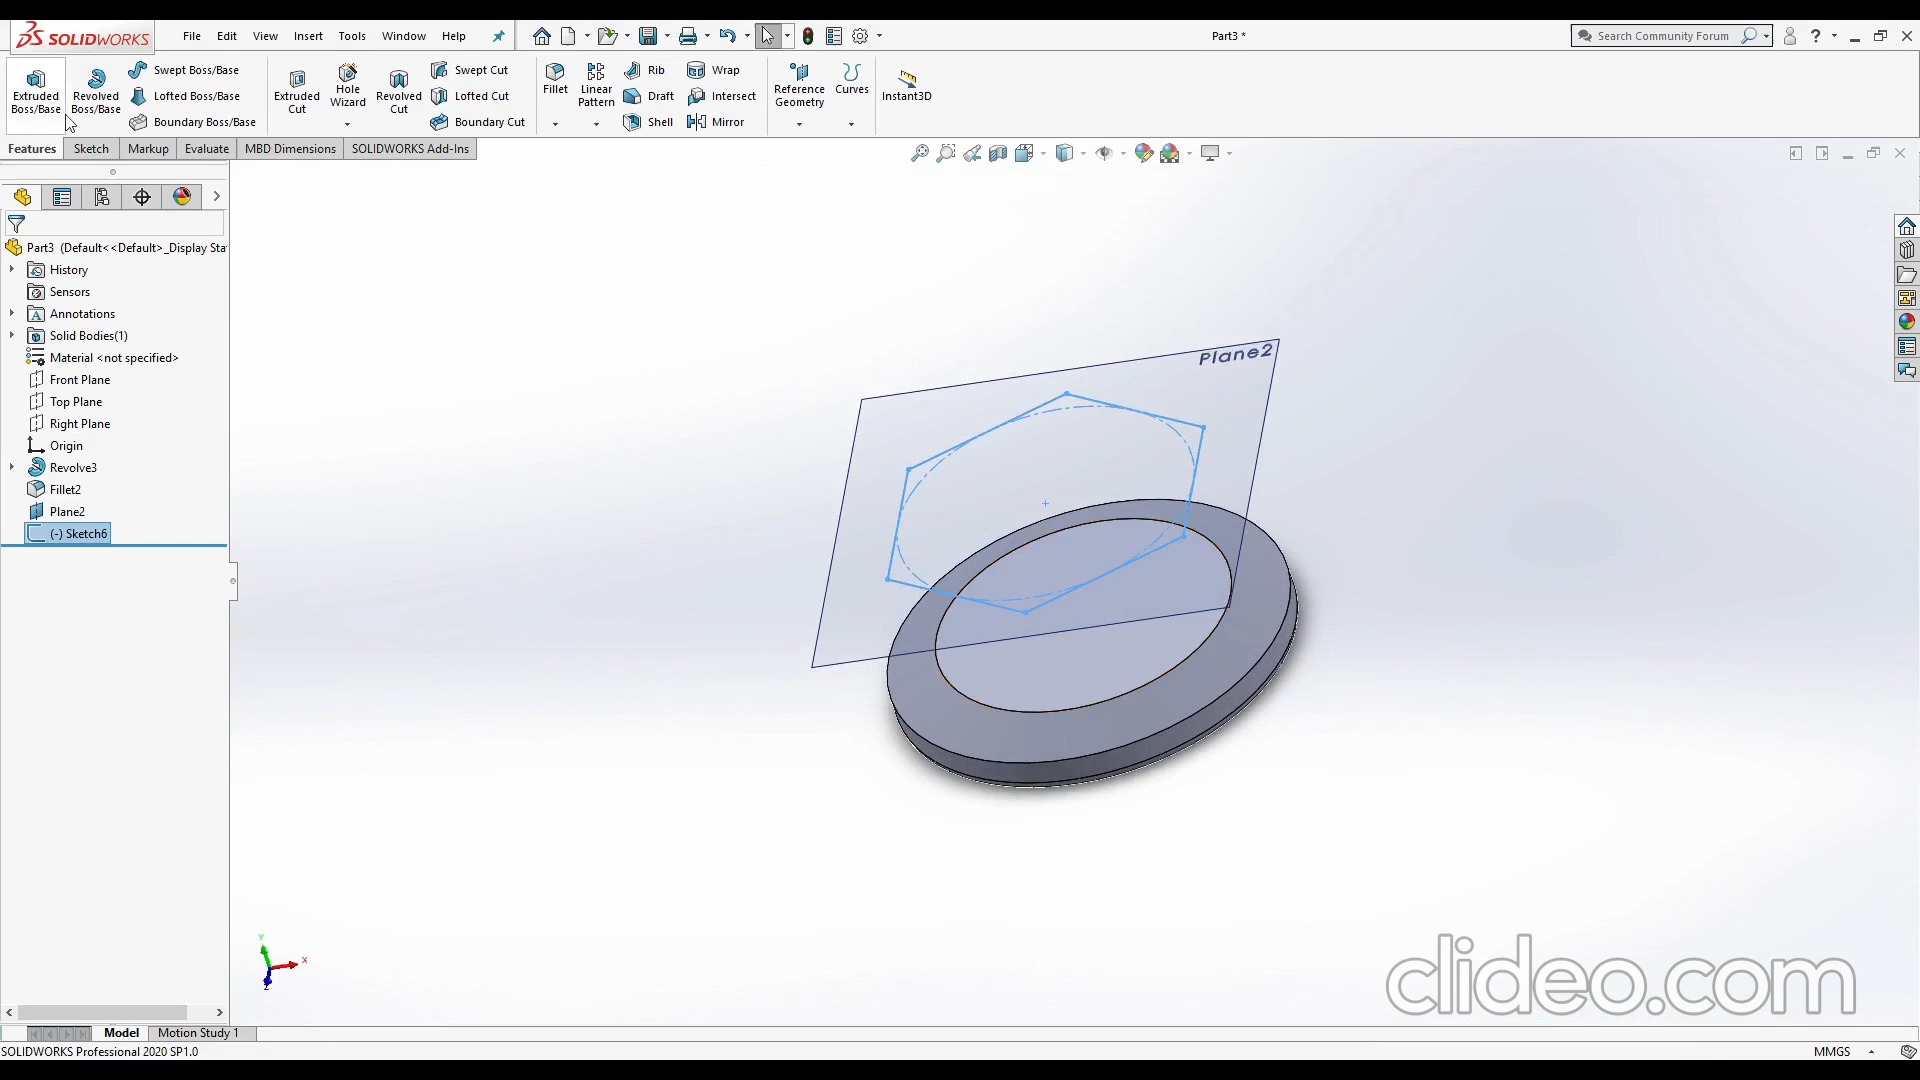 SOLIDWORKS
File Edit View Insert Tools Window Help
Part3 *
Search Community Forum
?
Extruded Boss/Base
Revolved Boss/Base
Swept Boss/Base
Lofted Boss/Base
Boundary Boss/Base
Extruded Cut
Hole Wizard
Revolved Cut
Swept Cut
Lofted Cut
Boundary Cut
Fillet
Linear Pattern
Rib
Draft
Shell
Wrap
Intersect
Mirror
Reference Geometry
Curves
Instant3D
Features Sketch Markup Evaluate MBD Dimensions SOLIDWORKS Add-Ins
Part3 (Default<<Default>_Display Sta
History
Sensors
Annotations
Solid Bodies(1)
Material <not specified>
Front Plane
Top Plane
Right Plane
Origin
Revolve3
Fillet2
Plane2
(-) Sketch6
Plane2
Y
X
Z
clideo.com
Model Motion Study 1
SOLIDWORKS Professional 2020 SP1.0
MMGS